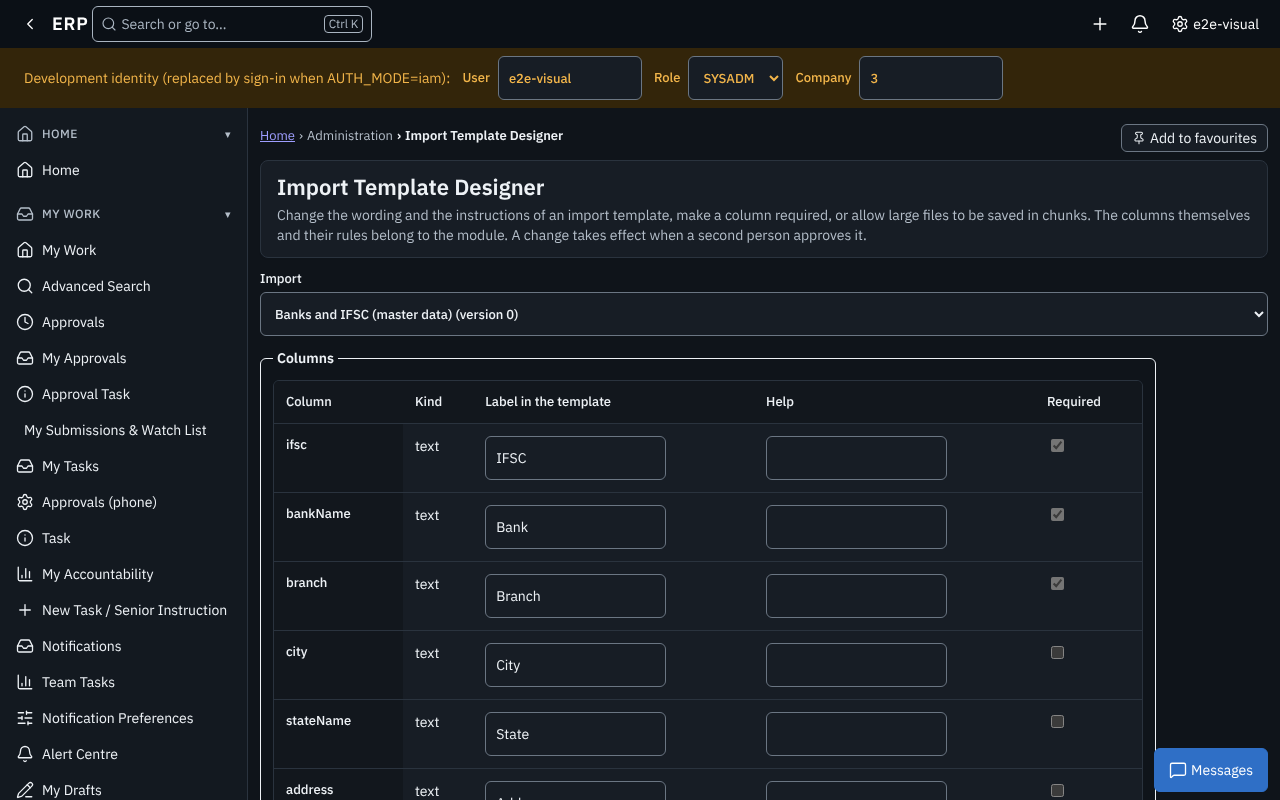 ERP
Search or go to...
Ctrl K
e2e-visual
Development identity (replaced by sign-in when AUTH_MODE=iam):
User
e2e-visual
Role
SYSADM
Company
3
HOME
Home
MY WORK
My Work
Advanced Search
Approvals
My Approvals
Approval Task
My Submissions & Watch List
My Tasks
Approvals (phone)
Task
My Accountability
New Task / Senior Instruction
Notifications
Team Tasks
Notification Preferences
Alert Centre
My Drafts
Home › Administration › Import Template Designer
Add to favourites
Import Template Designer
Change the wording and the instructions of an import template, make a column required, or allow large files to be saved in chunks. The columns themselves
and their rules belong to the module. A change takes effect when a second person approves it.
Import
Banks and IFSC (master data) (version 0)
Columns
Column Kind Label in the template Help Required
ifsc text IFSC
bankName text Bank
branch text Branch
city text City
stateName text State
address text
Messages